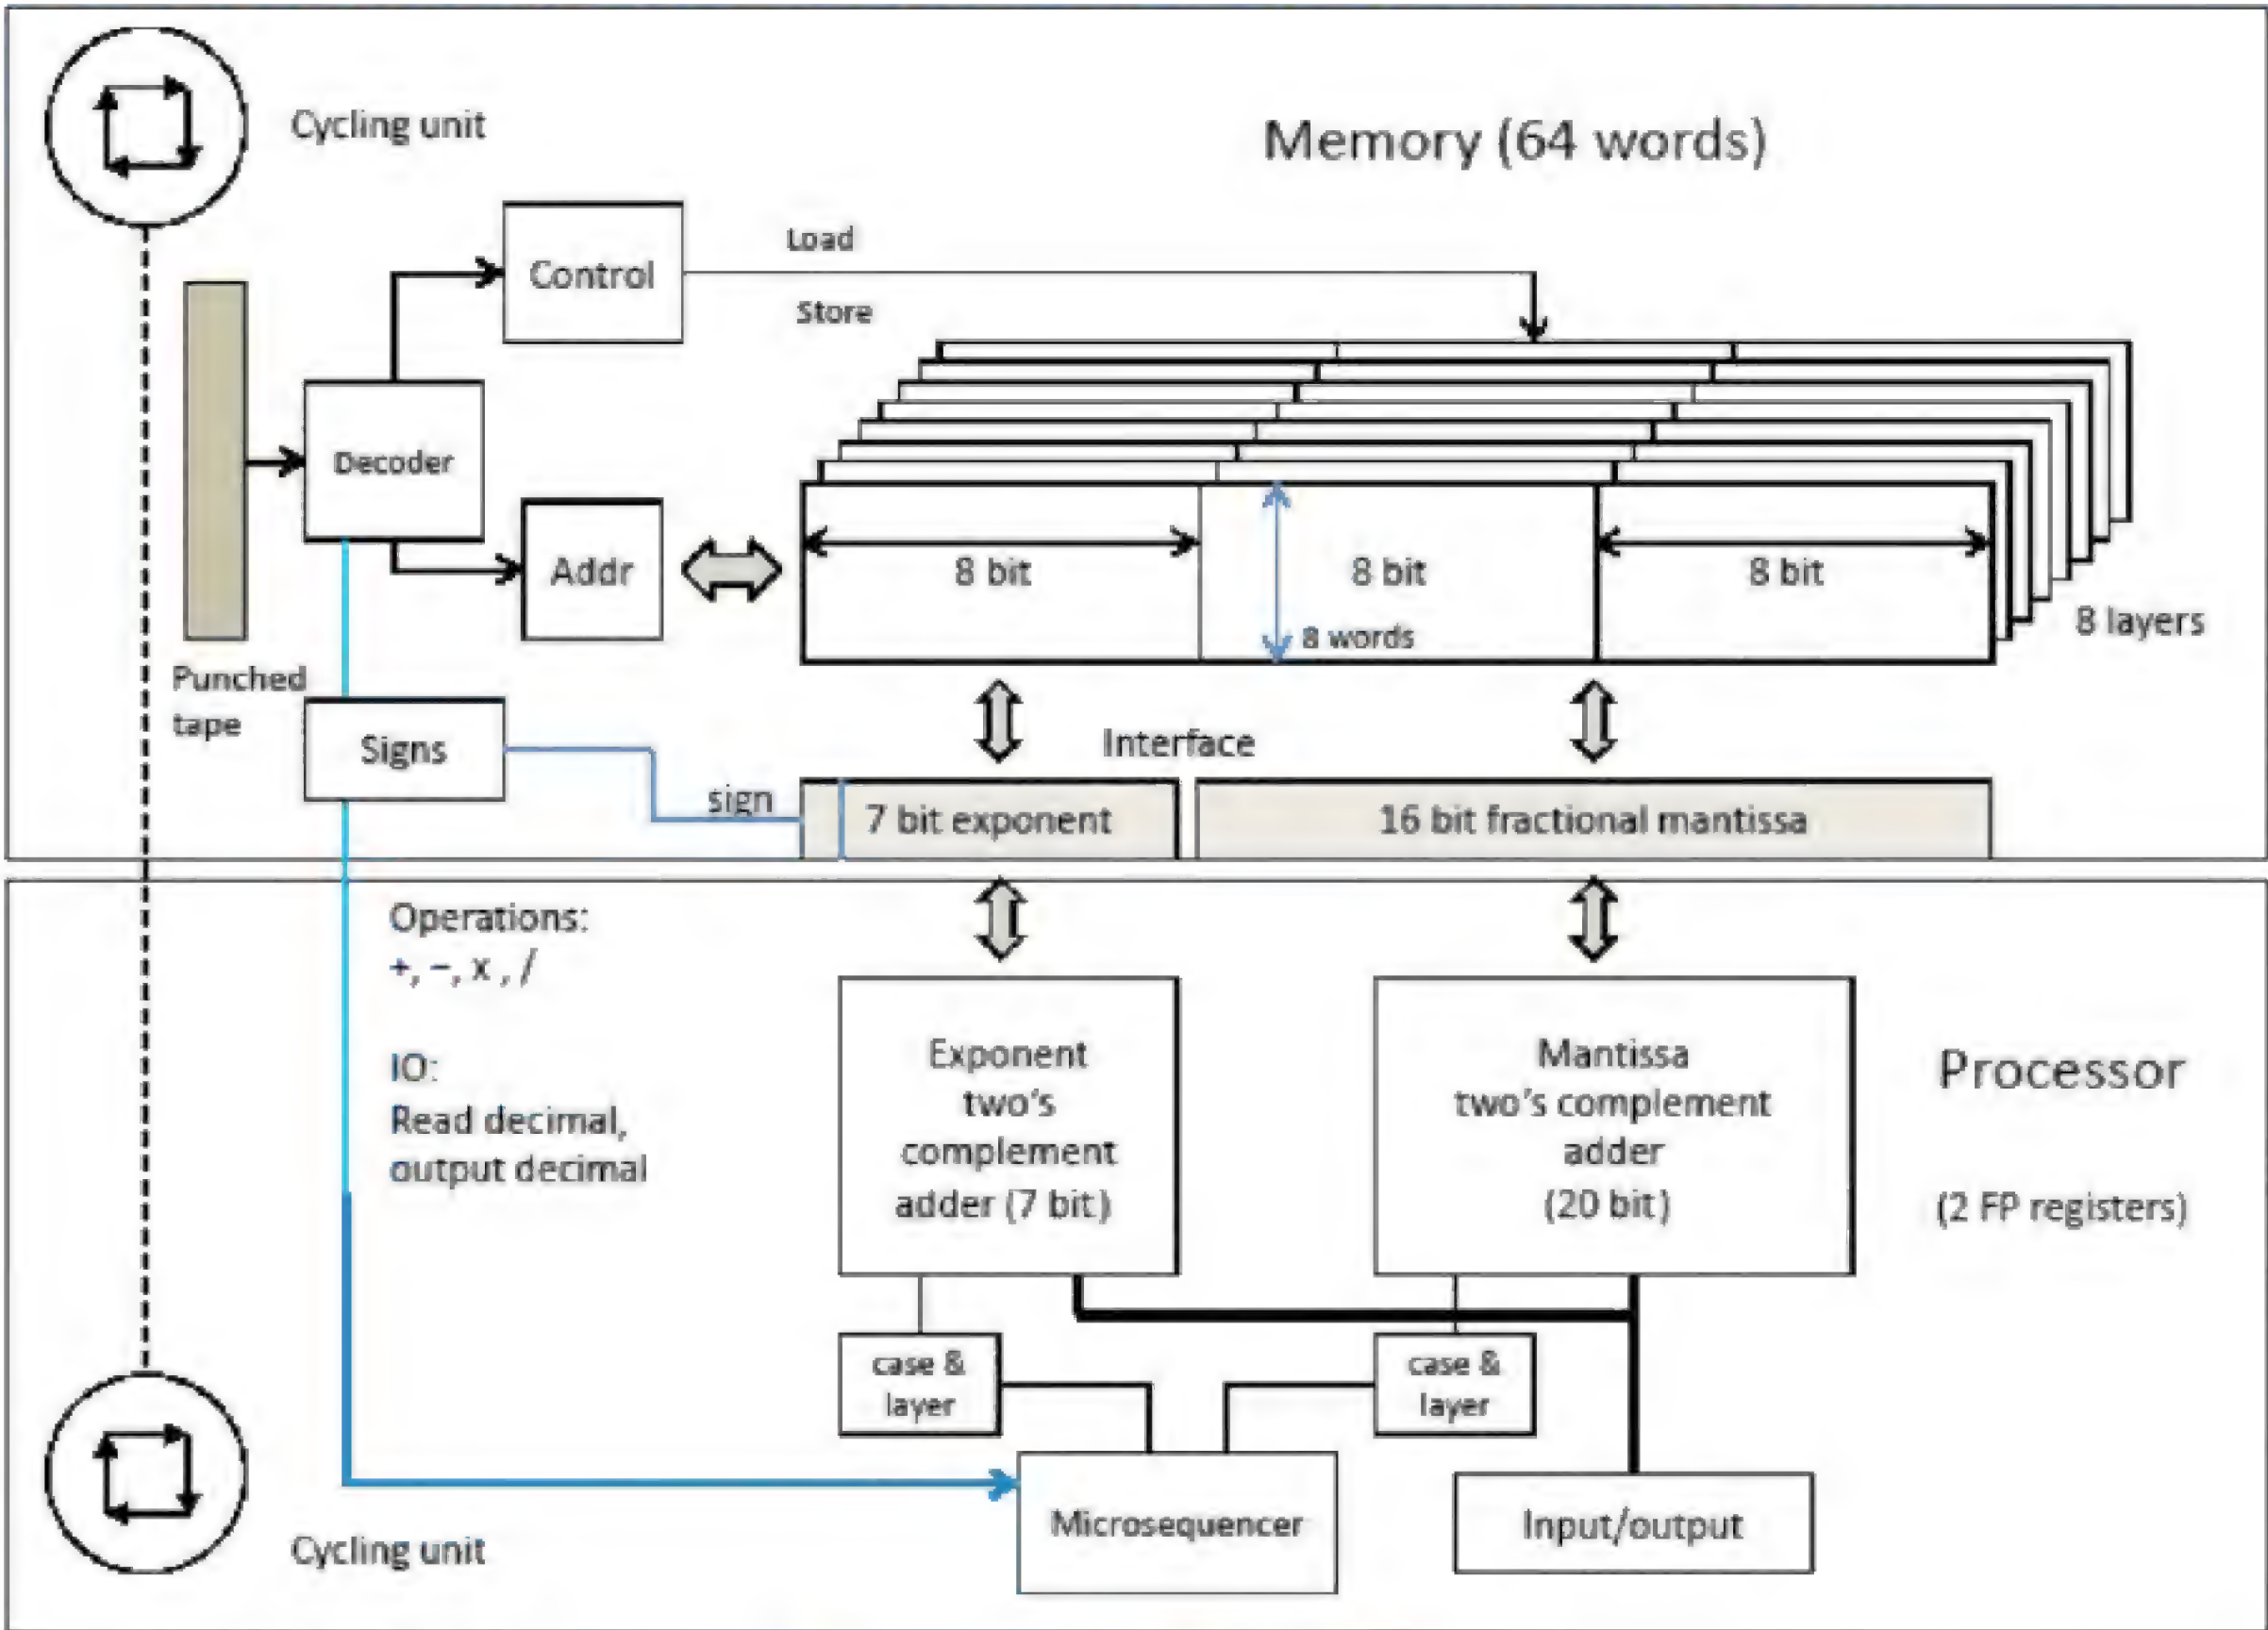 Cycling unit
Memory (64 words)
Load
Control
Store
Decoder
Addr
8 bit
8 bit
8 bit
8 words
8 layers
Punched
tape
Signs
Interface
sign
7 bit exponent
16 bit fractional mantissa
Operations:
+, –, x , /
IO:
Read decimal,
output decimal
Exponent
two's
complement
adder (7 bit)
Mantissa
two's complement
adder
(20 bit)
Processor
(2 FP registers)
case &
layer
case &
layer
Microsequencer
Input/output
Cycling unit